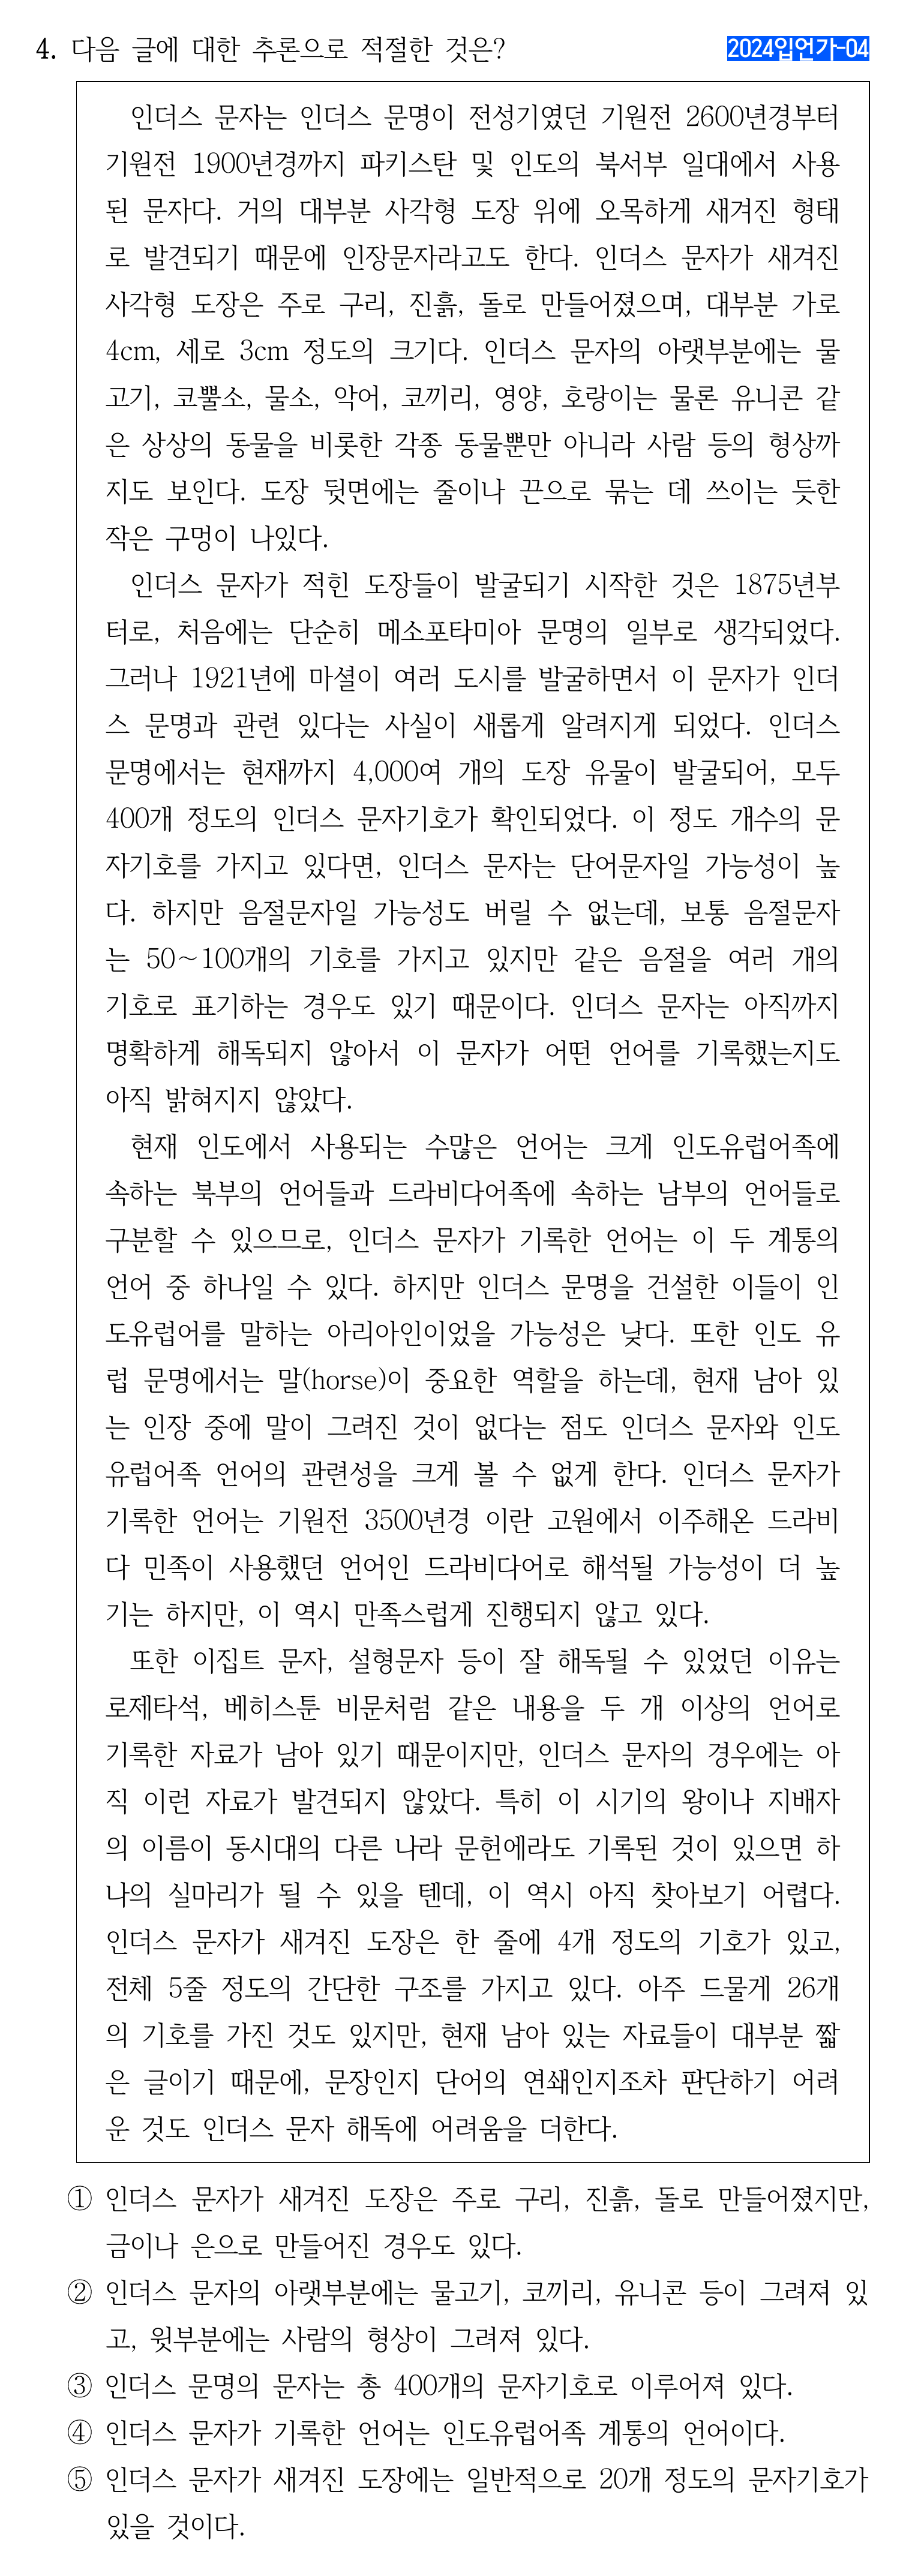 4. 다음 글에 대한 추론으로 적절한 것은?
2024입언가-04
인더스 문자는 인더스 문명이 전성기였던 기원전 2600년경부터
기원전 1900년경까지 파키스탄 및 인도의 북서부 일대에서 사용
된 문자다. 거의 대부분 사각형 도장 위에 오목하게 새겨진 형태
로 발견되기 때문에 인장문자라고도 한다. 인더스 문자가 새겨진
사각형 도장은 주로 구리, 진흙, 돌로 만들어졌으며, 대부분 가로
4cm, 세로 3cm 정도의 크기다. 인더스 문자의 아랫부분에는 물
고기, 코뿔소, 물소, 악어, 코끼리, 영양, 호랑이는 물론 유니콘 같
은 상상의 동물을 비롯한 각종 동물뿐만 아니라 사람 등의 형상까
지도 보인다. 도장 뒷면에는 줄이나 끈으로 묶는 데 쓰이는 듯한
작은 구멍이 나있다.
인더스 문자가 적힌 도장들이 발굴되기 시작한 것은 1875년부
터로, 처음에는 단순히 메소포타미아 문명의 일부로 생각되었다.
그러나 1921년에 마셜이 여러 도시를 발굴하면서 이 문자가 인더
스 문명과 관련 있다는 사실이 새롭게 알려지게 되었다. 인더스
문명에서는 현재까지 4,000여 개의 도장 유물이 발굴되어, 모두
400개 정도의 인더스 문자기호가 확인되었다. 이 정도 개수의 문
자기호를 가지고 있다면, 인더스 문자는 단어문자일 가능성이 높
다. 하지만 음절문자일 가능성도 버릴 수 없는데, 보통 음절문자
는 50~100개의 기호를 가지고 있지만 같은 음절을 여러 개의
기호로 표기하는 경우도 있기 때문이다. 인더스 문자는 아직까지
명확하게 해독되지 않아서 이 문자가 어떤 언어를 기록했는지도
아직 밝혀지지 않았다.
현재 인도에서 사용되는 수많은 언어는 크게 인도유럽어족에
속하는 북부의 언어들과 드라비다어족에 속하는 남부의 언어들로
구분할 수 있으므로, 인더스 문자가 기록한 언어는 이 두 계통의
언어 중 하나일 수 있다. 하지만 인더스 문명을 건설한 이들이 인
도유럽어를 말하는 아리아인이었을 가능성은 낮다. 또한 인도 유
럽 문명에서는 말(horse)이 중요한 역할을 하는데, 현재 남아 있
는 인장 중에 말이 그려진 것이 없다는 점도 인더스 문자와 인도
유럽어족 언어의 관련성을 크게 볼 수 없게 한다. 인더스 문자가
기록한 언어는 기원전 3500년경 이란 고원에서 이주해온 드라비
다 민족이 사용했던 언어인 드라비다어로 해석될 가능성이 더 높
기는 하지만, 이 역시 만족스럽게 진행되지 않고 있다.
또한 이집트 문자, 설형문자 등이 잘 해독될 수 있었던 이유는
로제타석, 베히스툰 비문처럼 같은 내용을 두 개 이상의 언어로
기록한 자료가 남아 있기 때문이지만, 인더스 문자의 경우에는 아
직 이런 자료가 발견되지 않았다. 특히 이 시기의 왕이나 지배자
의 이름이 동시대의 다른 나라 문헌에라도 기록된 것이 있으면 하
나의 실마리가 될 수 있을 텐데, 이 역시 아직 찾아보기 어렵다.
인더스 문자가 새겨진 도장은 한 줄에 4개 정도의 기호가 있고,
전체 5줄 정도의 간단한 구조를 가지고 있다. 아주 드물게 26개
의 기호를 가진 것도 있지만, 현재 남아 있는 자료들이 대부분 짧
은 글이기 때문에, 문장인지 단어의 연쇄인지조차 판단하기 어려
운 것도 인더스 문자 해독에 어려움을 더한다.
① 인더스 문자가 새겨진 도장은 주로 구리, 진흙, 돌로 만들어졌지만,
금이나 은으로 만들어진 경우도 있다.
② 인더스 문자의 아랫부분에는 물고기, 코끼리, 유니콘 등이 그려져 있
고, 윗부분에는 사람의 형상이 그려져 있다.
③ 인더스 문명의 문자는 총 400개의 문자기호로 이루어져 있다.
④ 인더스 문자가 기록한 언어는 인도유럽어족 계통의 언어이다.
⑤ 인더스 문자가 새겨진 도장에는 일반적으로 20개 정도의 문자기호가
있을 것이다.